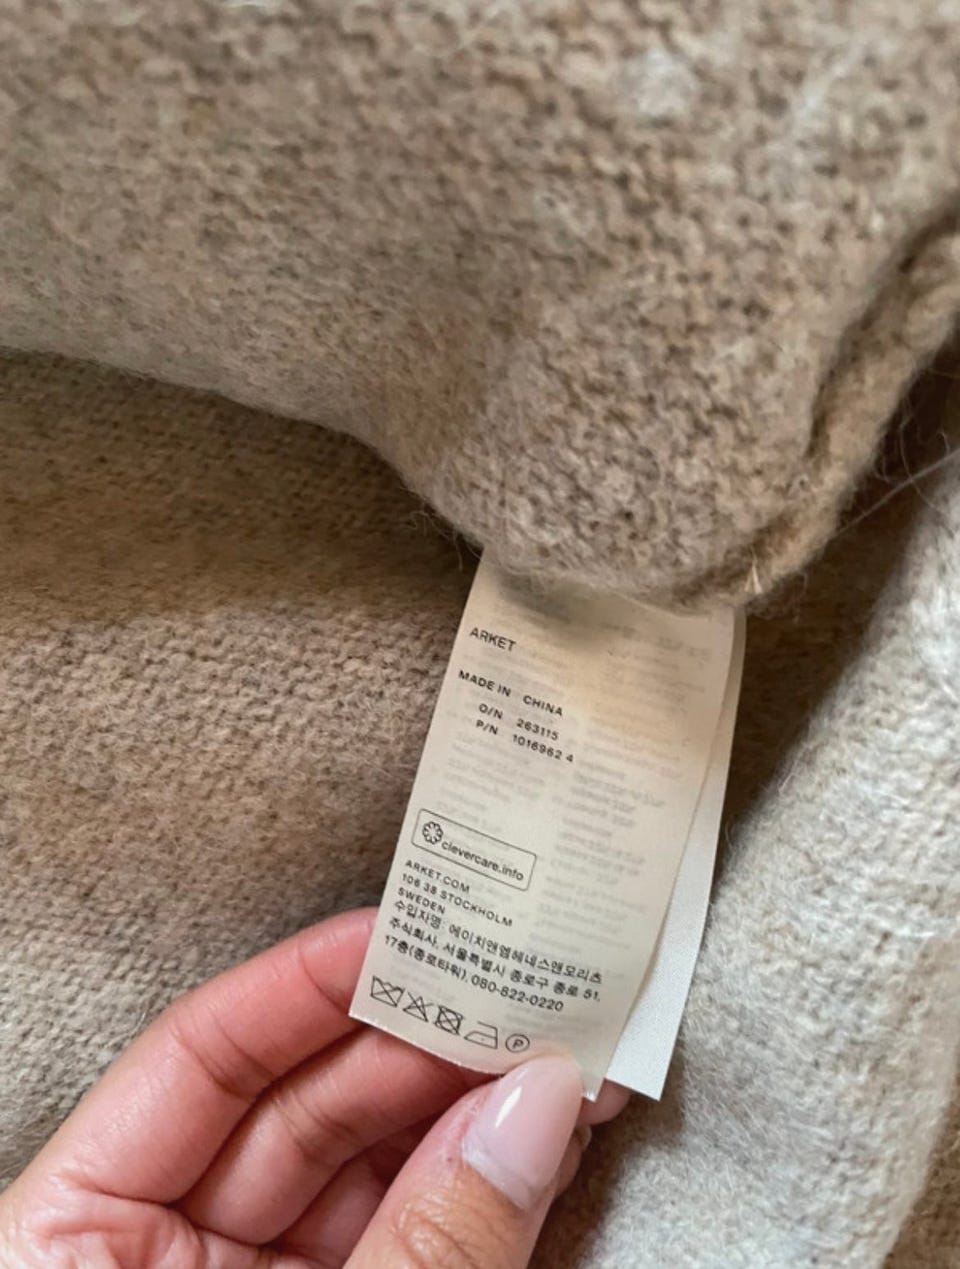 ARKET
MADE IN CHINA
O/N 263115
P/N 1016962 4
clevercare.info
ARKET.COM
106 38 STOCKHOLM
SWEDEN
수입자명: 에이치앤엠헤네스앤모리츠
주식회사, 서울특별시 종로구 종로 51,
17층(종로타워), 080-822-0220
P